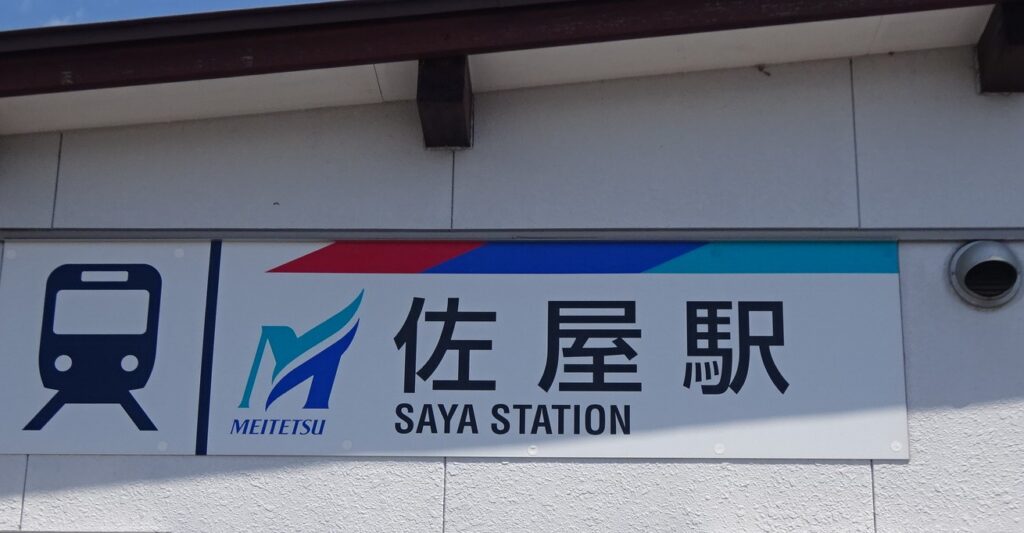 佐屋駅
SAYA STATION
MEITETSU